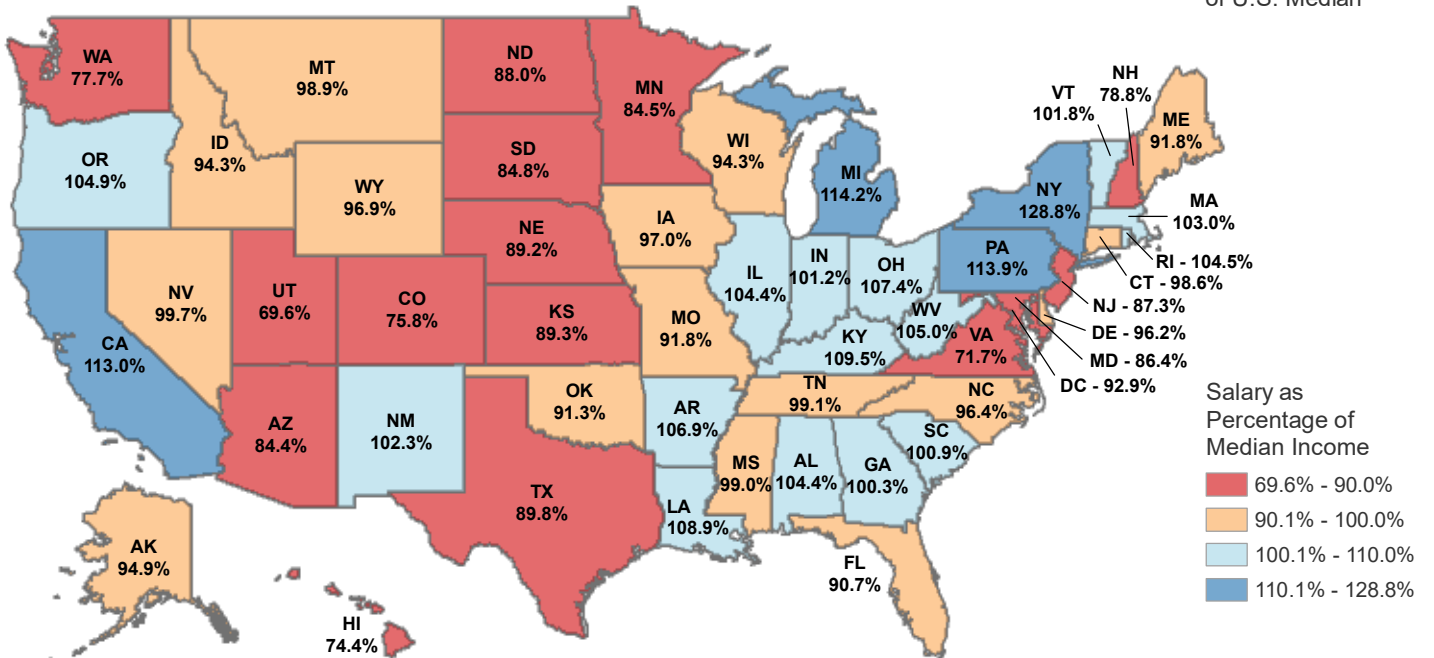 of U.S. Median
WA
77.7%
MT
98.9%
ND
88.0%
MN
84.5%
VT
101.8%
NH
78.8%
ME
91.8%
OR
104.9%
ID
94.3%
WY
96.9%
SD
84.8%
WI
94.3%
MI
114.2%
NY
128.8%
MA
103.0%
RI - 104.5%
CT - 98.6%
NJ - 87.3%
DE - 96.2%
MD - 86.4%
DC - 92.9%
NV
99.7%
UT
69.6%
CO
75.8%
NE
89.2%
IA
97.0%
IL
104.4%
IN
101.2%
OH
107.4%
PA
113.9%
CA
113.0%
KS
89.3%
MO
91.8%
KY
109.5%
WV
105.0%
VA
71.7%
AZ
84.4%
NM
102.3%
OK
91.3%
AR
106.9%
TN
99.1%
NC
96.4%
SC
100.9%
TX
89.8%
LA
108.9%
MS
99.0%
AL
104.4%
GA
100.3%
FL
90.7%
AK
94.9%
HI
74.4%
Salary as
Percentage of
Median Income
69.6% - 90.0%
90.1% - 100.0%
100.1% - 110.0%
110.1% - 128.8%